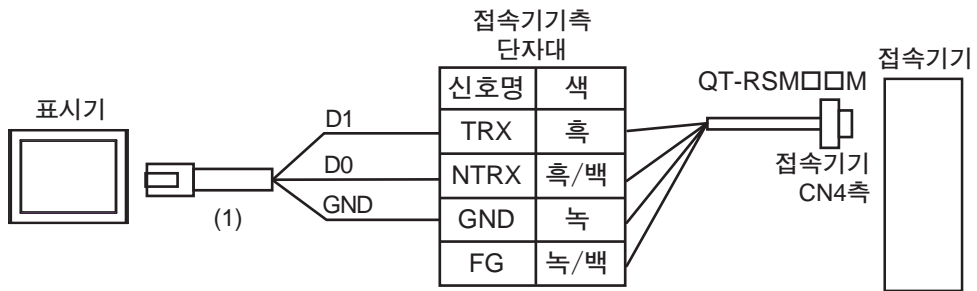 접속기기측
단자대
접속기기
QT-RSM□□M
표시기
신호명 색
D1
TRX 흑
D0
NTRX 흑/백
접속기기
CN4측
GND
(1)
GND 녹
FG 녹/백